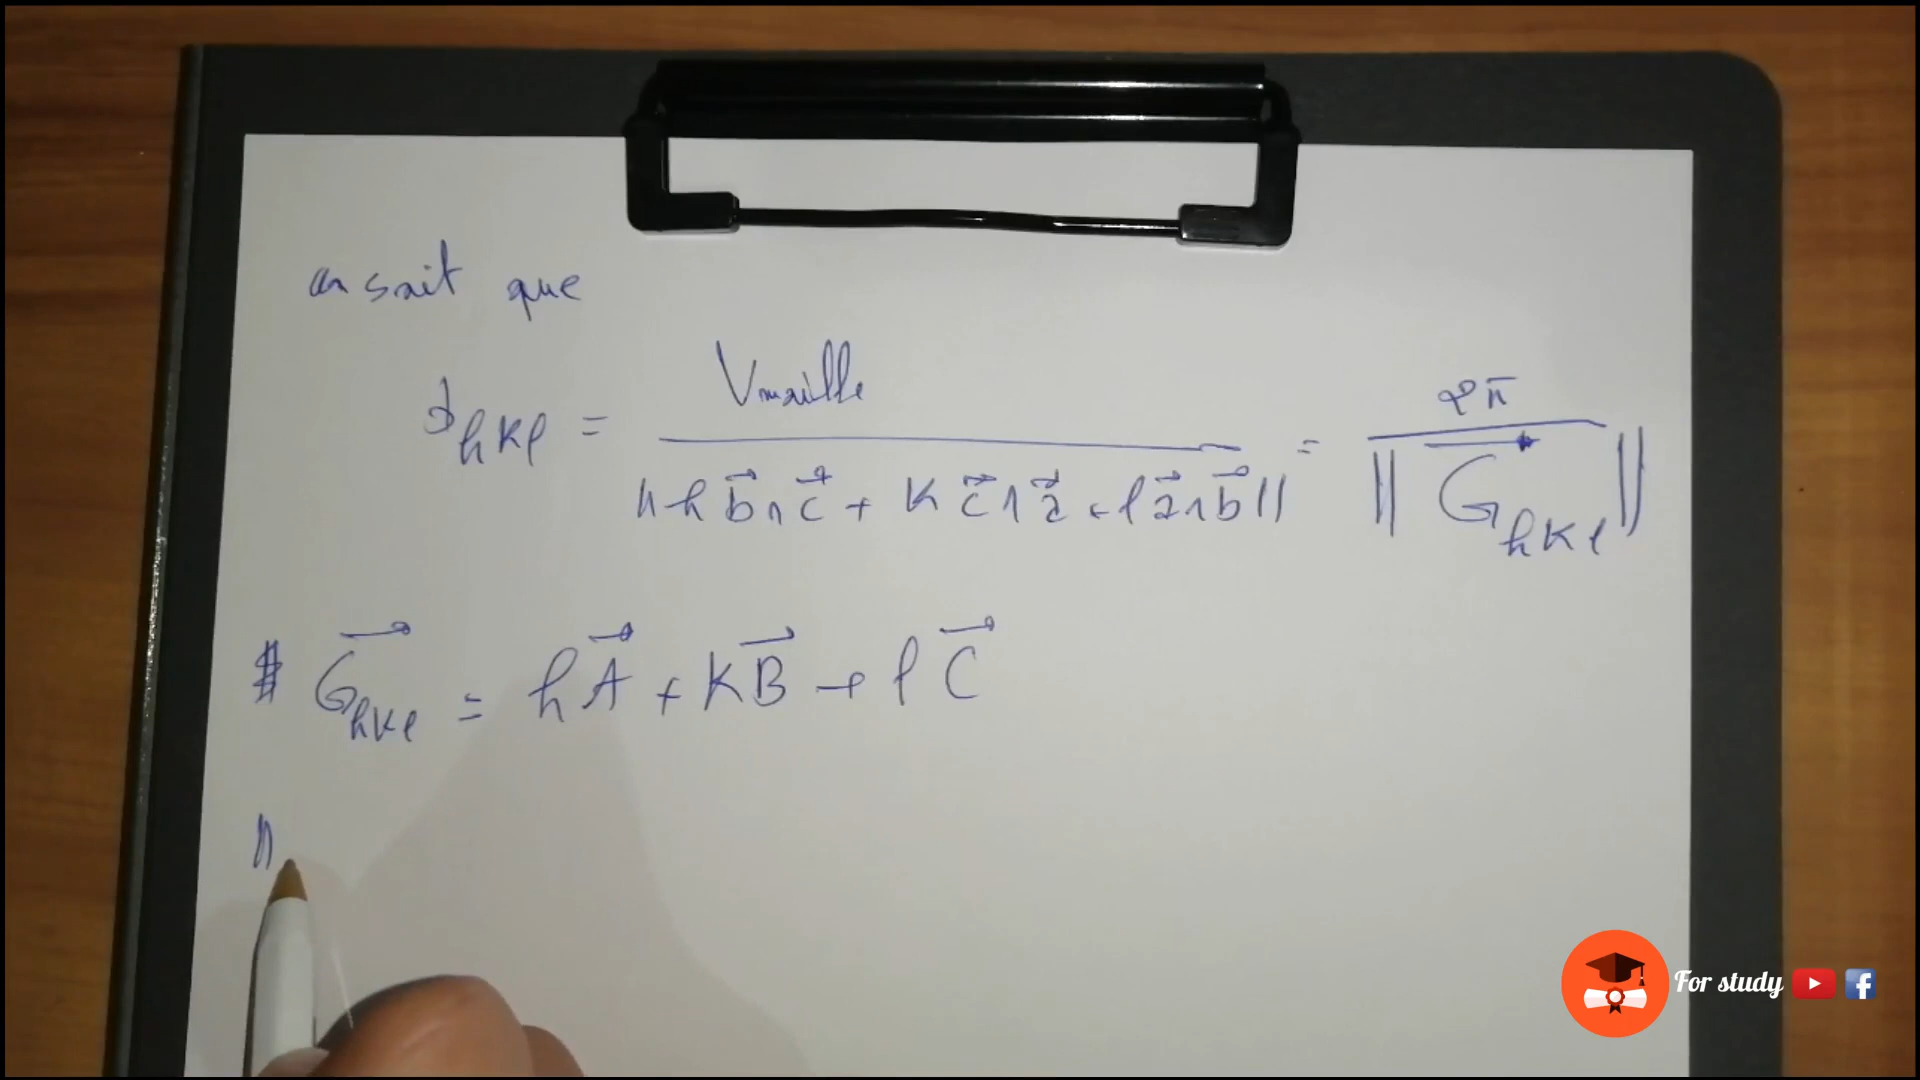 on sait que
d_hkl = V_maille / ||h b⃗ ∧ c⃗ + k c⃗ ∧ a⃗ + l a⃗ ∧ b⃗|| = 2π / ||G⃗_hkl||
# G⃗_hkl = h A⃗ + k B⃗ + l C⃗
For study